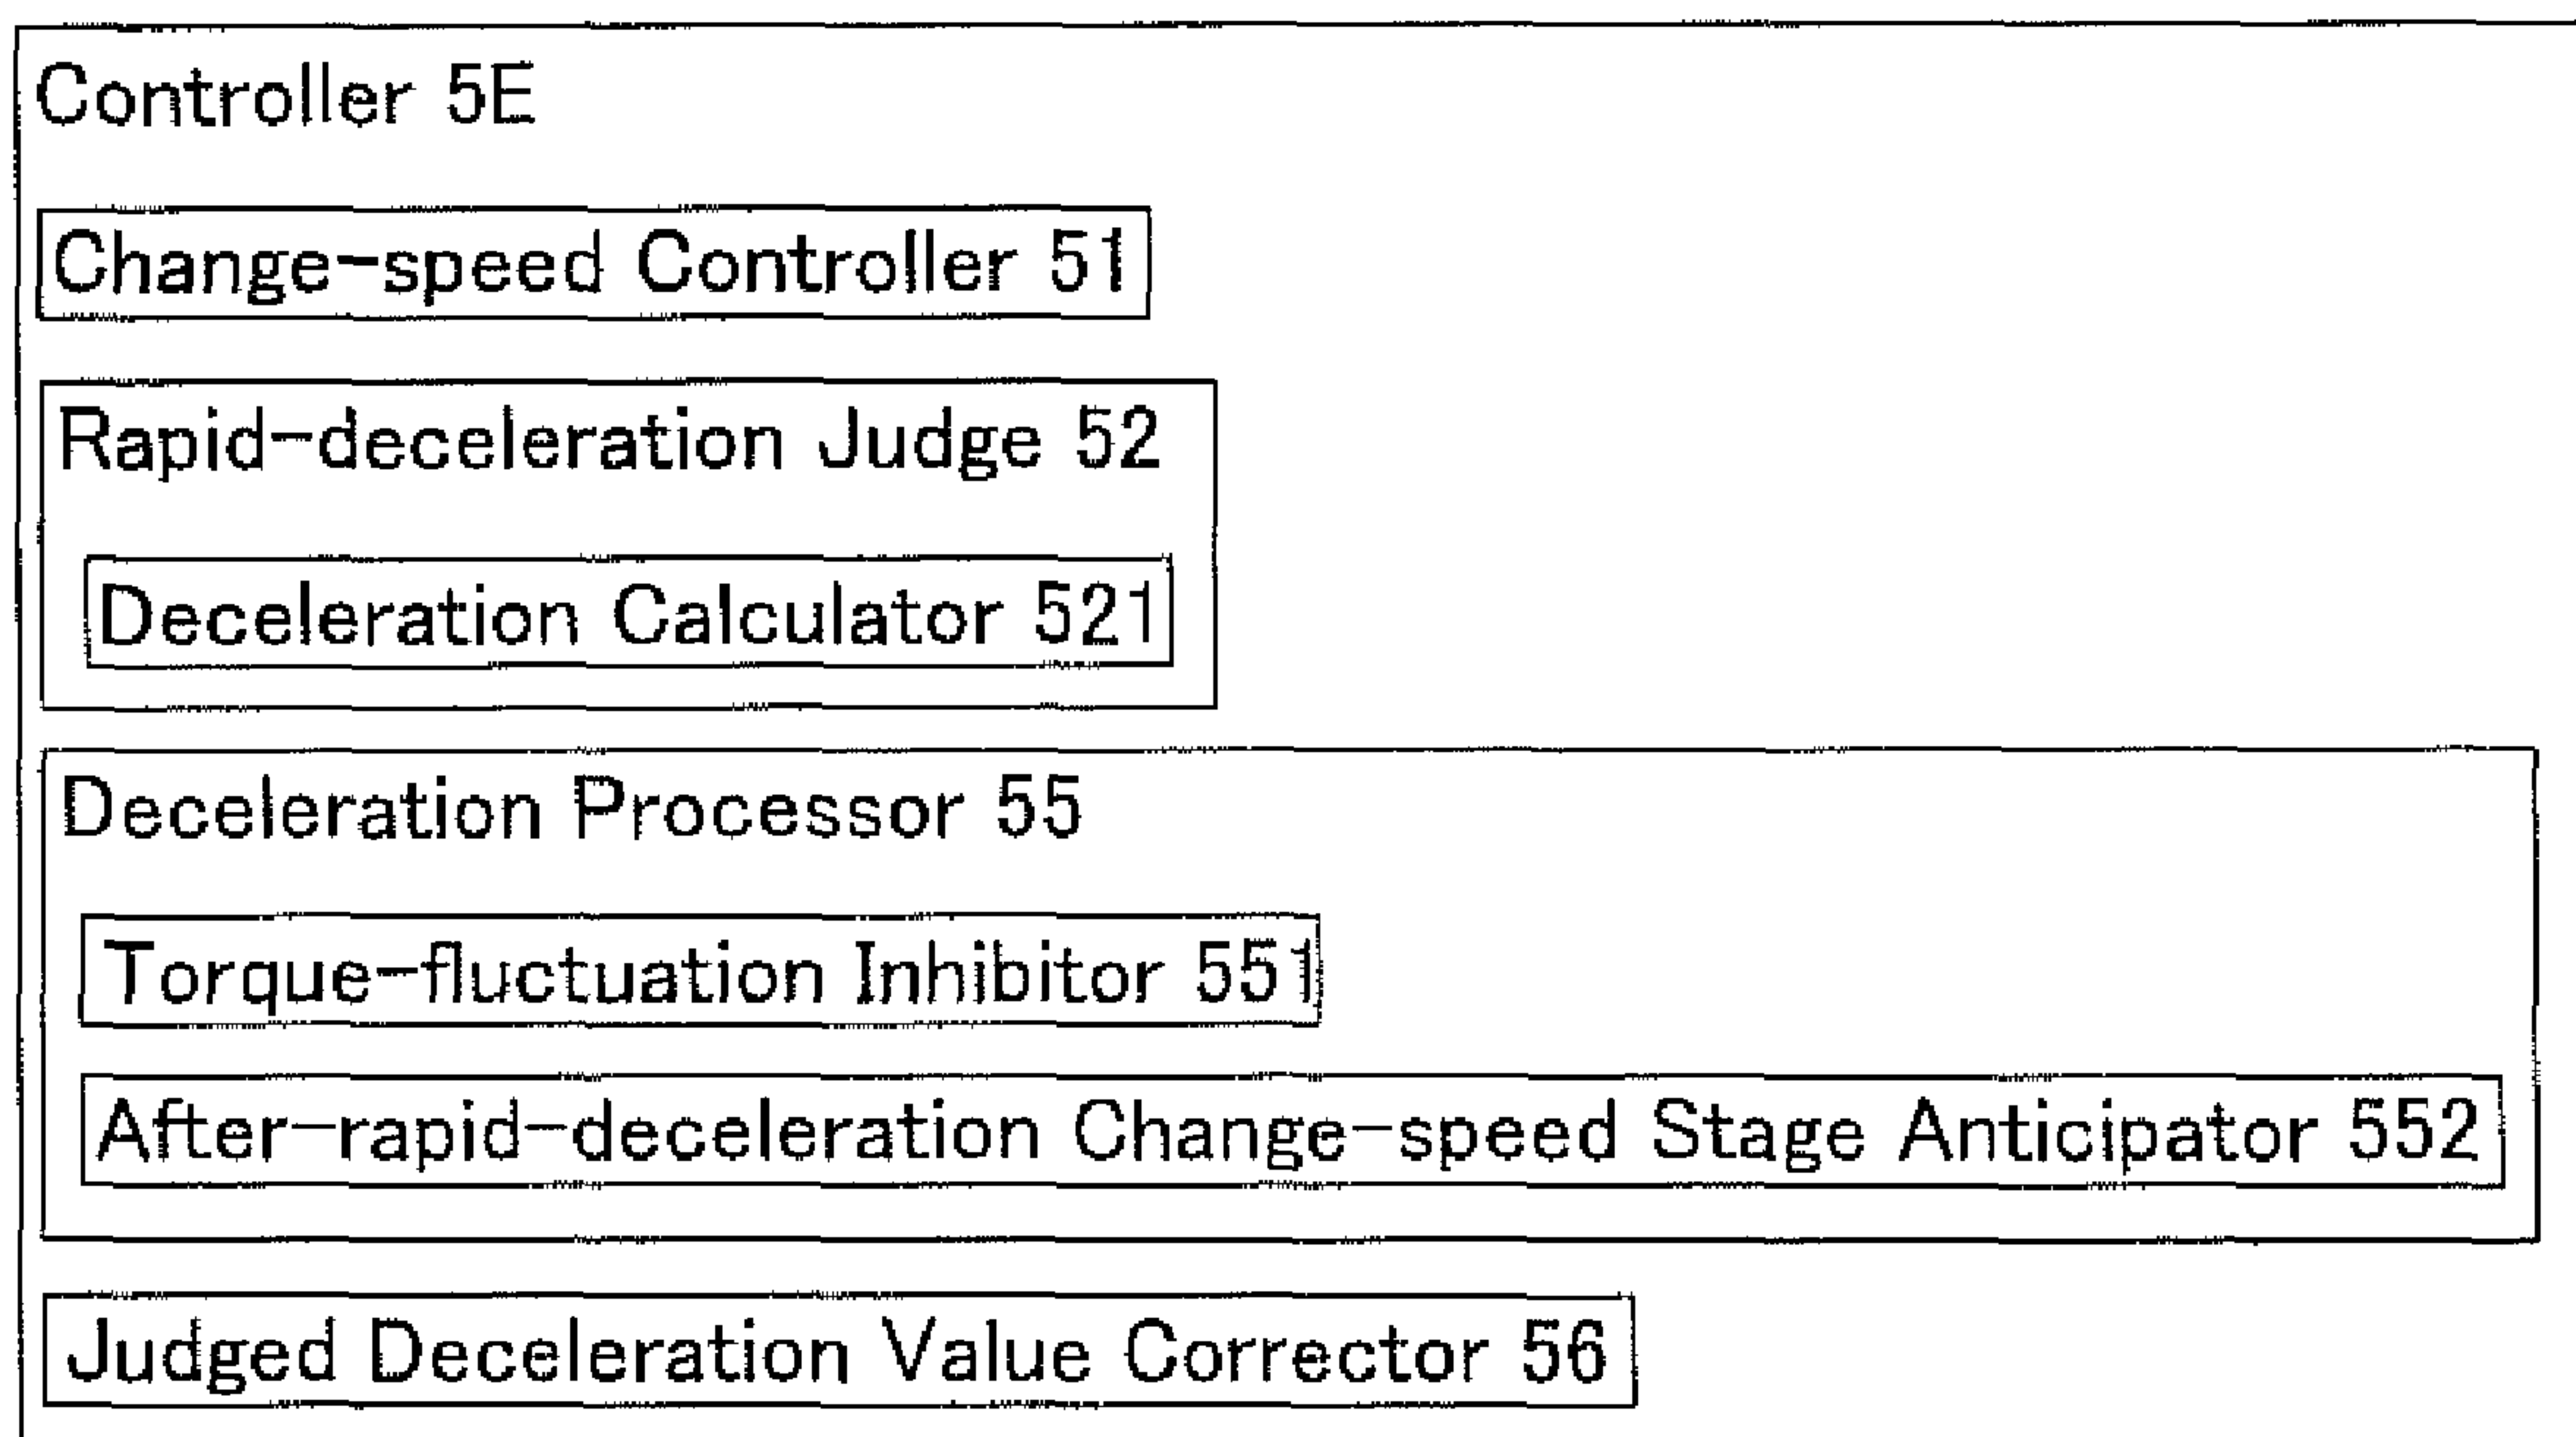 Controller 5E
Change-speed Controller 51
Rapid-deceleration Judge 52
Deceleration Calculator 521
Deceleration Processor 55
Torque-fluctuation Inhibitor 551
After-rapid-deceleration Change-speed Stage Anticipator 552
Judged Deceleration Value Corrector 56